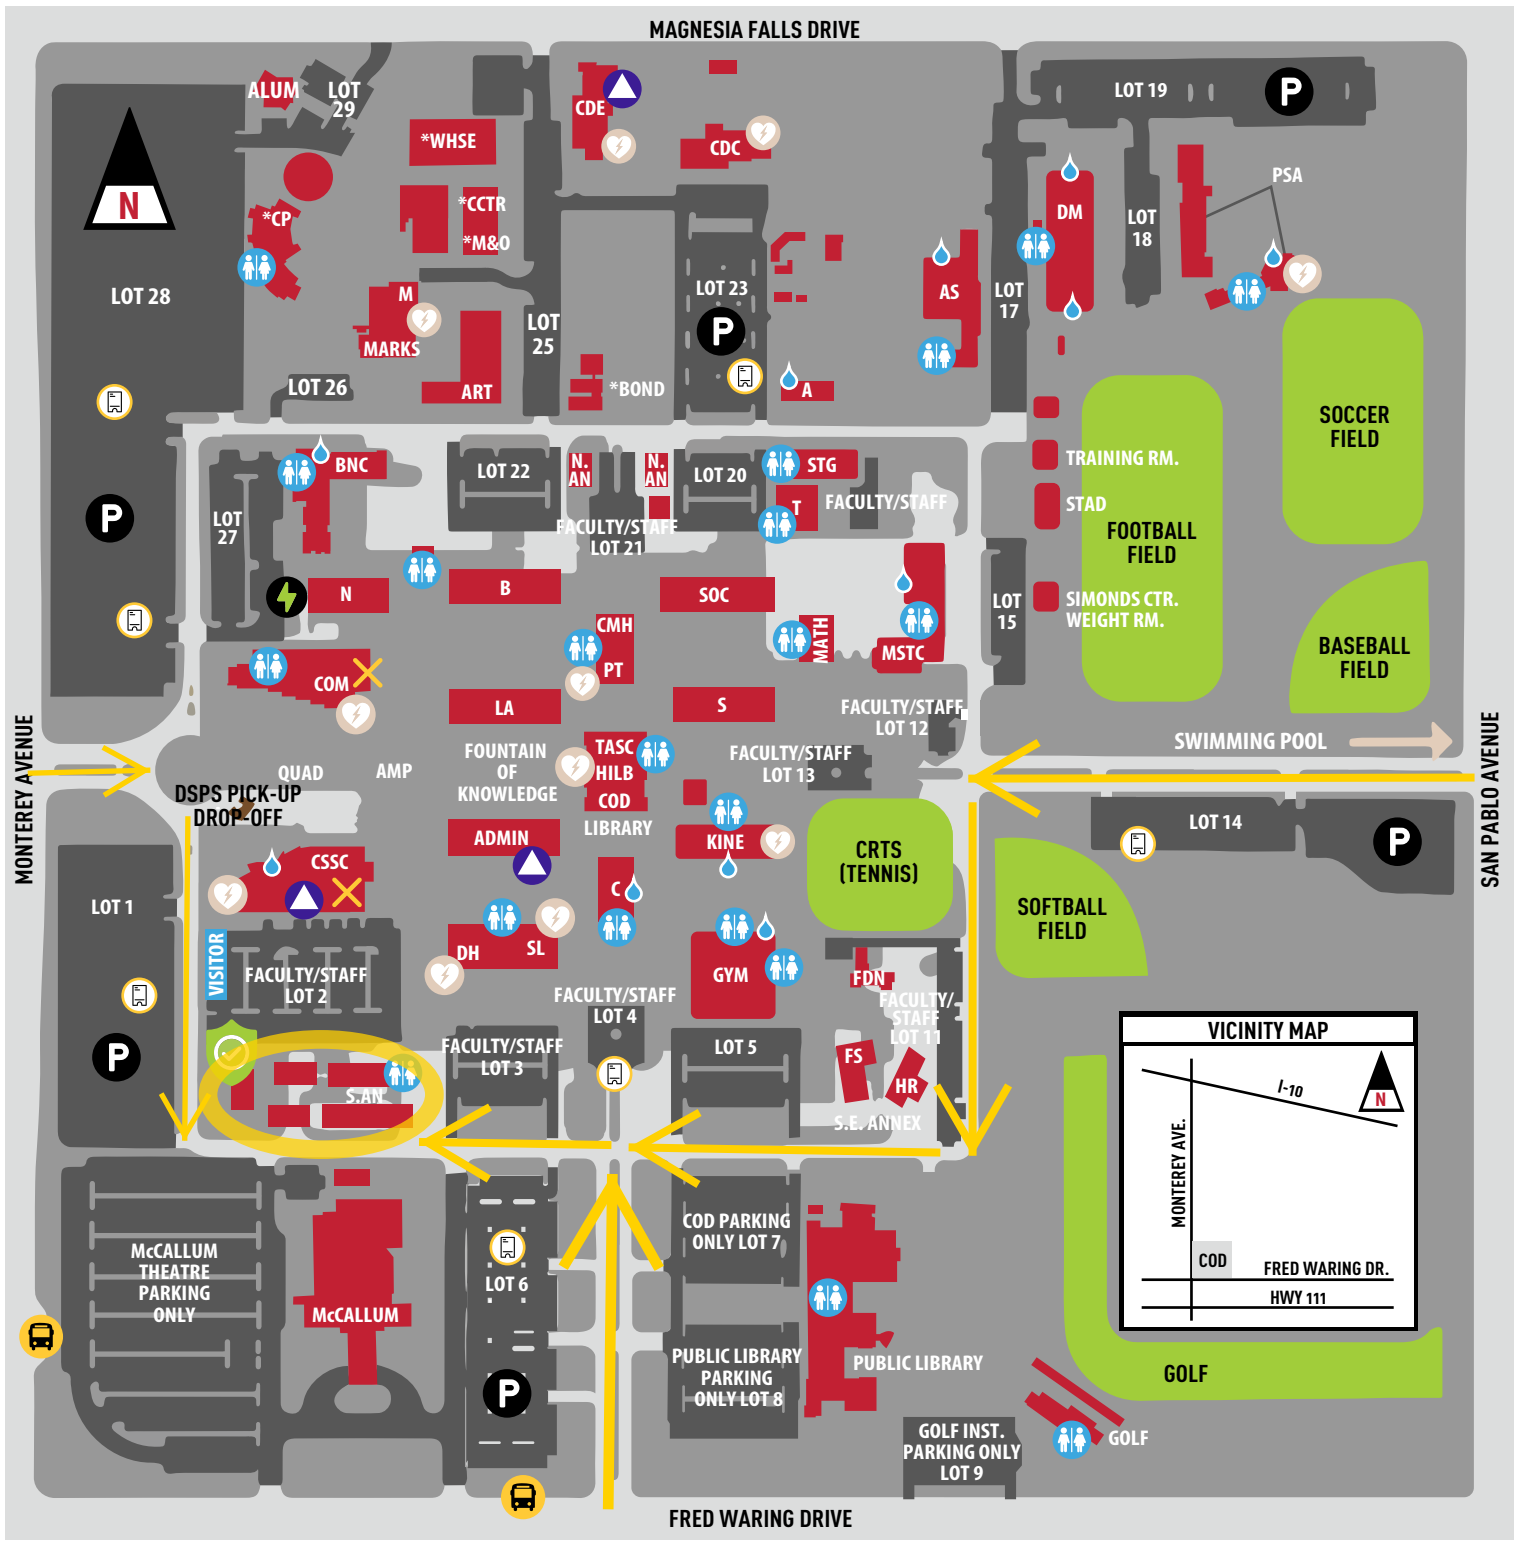 MAGNESIA FALLS DRIVE
ALUM
LOT
29
*WHSE
CDE
CDC
LOT 19
P
N
*CP
*CCTR
*M&O
DM
LOT
18
PSA
LOT 28
M
MARKS
LOT
25
LOT 23
P
AS
LOT
17
LOT 26
ART
*BOND
A
SOCCER
FIELD
BNC
LOT 22
N.
AN
N.
AN
LOT 20
STG
TRAINING RM.
P
LOT
27
FACULTY/STAFF
LOT 21
T
FACULTY/STAFF
STAD
FOOTBALL
FIELD
N
B
SOC
LOT
15
SIMONDS CTR.
WEIGHT RM.
CMH
PT
MATH
MSTC
BASEBALL
FIELD
COM
LA
S
FACULTY/STAFF
LOT 12
MONTEREY AVENUE
SAN PABLO AVENUE
SWIMMING POOL
QUAD
AMP
FOUNTAIN
OF
KNOWLEDGE
TASC
HILB
COD
LIBRARY
FACULTY/STAFF
LOT 13
DSPS PICK-UP
DROP-OFF
ADMIN
KINE
CRTS
(TENNIS)
LOT 14
P
CSSC
C
LOT 1
SOFTBALL
FIELD
VISITOR
FACULTY/STAFF
LOT 2
DH
SL
GYM
FDN
FACULTY/STAFF
LOT 4
FACULTY/
STAFF
LOT 11
P
FACULTY/STAFF
LOT 3
LOT 5
FS
HR
S.AN
S.E. ANNEX
VICINITY MAP
I-10
N
MONTEREY AVE.
COD
FRED WARING DR.
HWY 111
McCALLUM
THEATRE
PARKING
ONLY
McCALLUM
LOT 6
P
COD PARKING
ONLY LOT 7
PUBLIC LIBRARY
PARKING
ONLY LOT 8
PUBLIC LIBRARY
GOLF
GOLF INST.
PARKING ONLY
LOT 9
GOLF
FRED WARING DRIVE